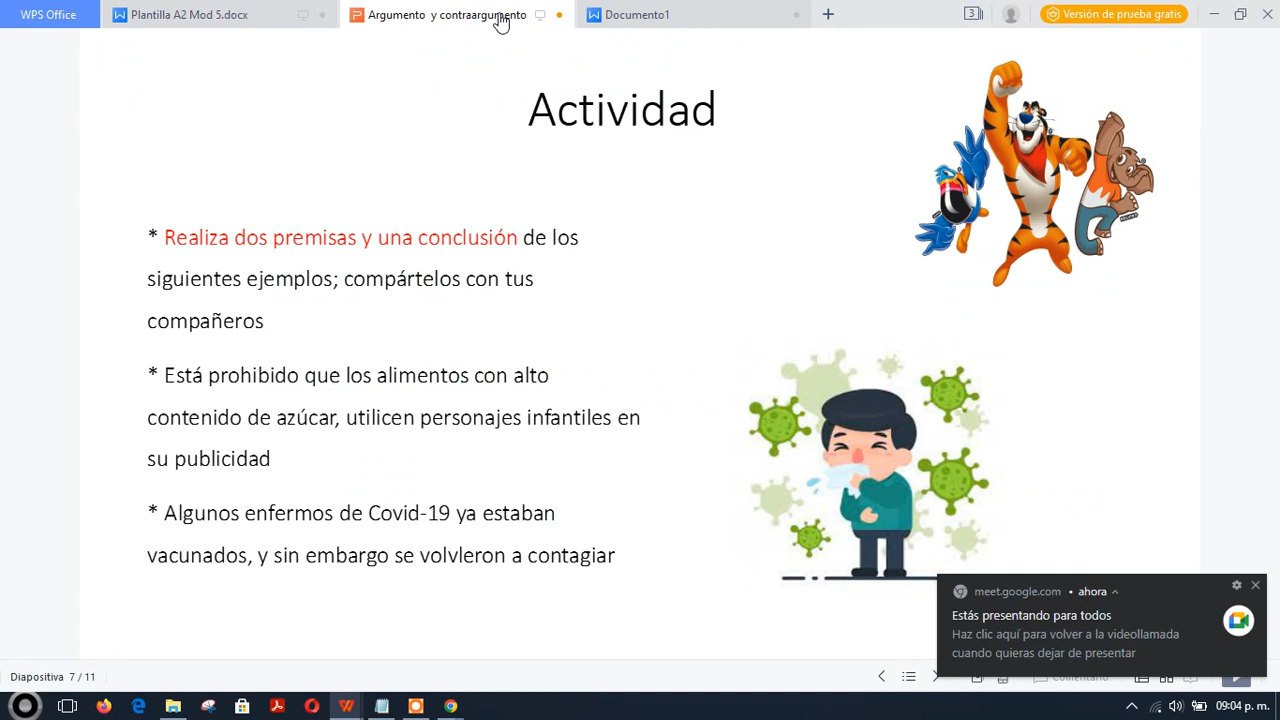 WPS Office
Plantilla A2 Mod 5.docx
Argumento y contraargumento
Documento1
3
Versión de prueba gratis
Actividad
* Realiza dos premisas y una conclusión de los
siguientes ejemplos; compártelos con tus
compañeros
* Está prohibido que los alimentos con alto
contenido de azúcar, utilicen personajes infantiles en
su publicidad
* Algunos enfermos de Covid-19 ya estaban
vacunados, y sin embargo se volvIeron a contagiar
meet.google.com • ahora
Estás presentando para todos
Haz clic aquí para volver a la videollamada
cuando quieras dejar de presentar
Diapositiva 7 / 11
Comentario
09:04 p. m.